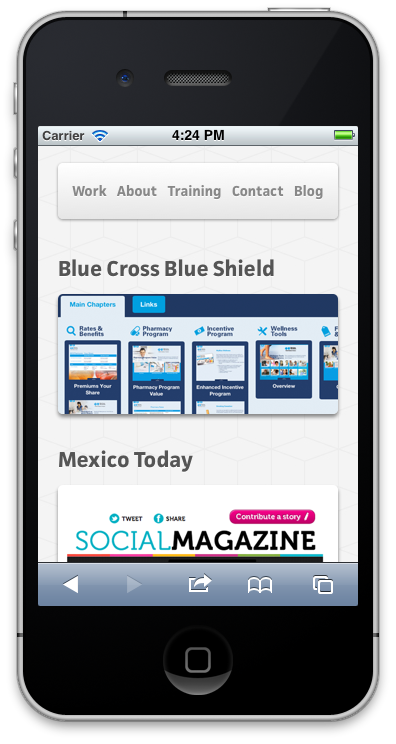 Carrier 4:24 PM
Work About Training Contact Blog
Blue Cross Blue Shield
Main Chapters Links
Rates & Benefits
Pharmacy Program
Incentive Program
Wellness Tools
Premiums Your Share
Pharmacy Program Value
Enhanced Incentive Program
Overview
Mexico Today
TWEET SHARE Contribute a story
SOCIALMAGAZINE